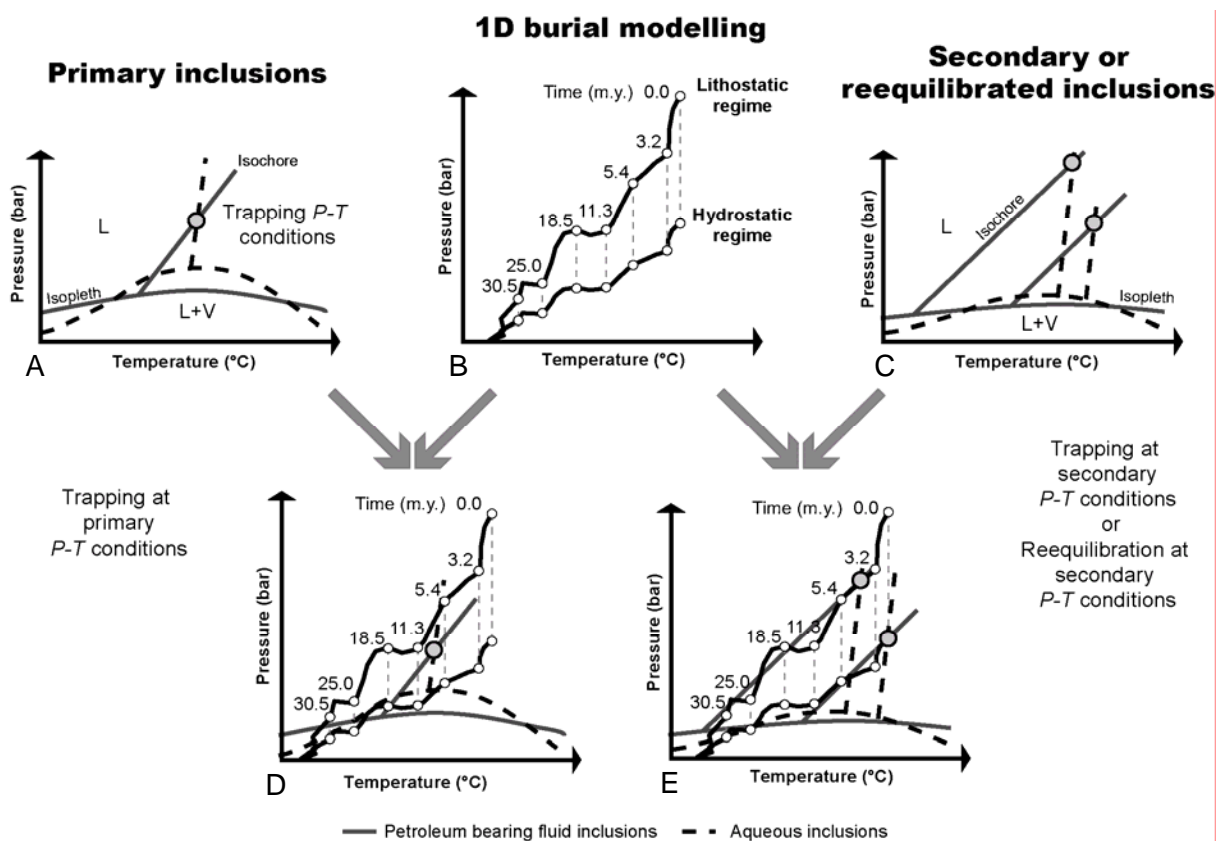 1D burial modelling
Primary inclusions
Secondary or
reequilibrated inclusions
Pressure (bar)
L
Isochore
Trapping P-T
conditions
Isopleth
L+V
Temperature (°C)
A
Time (m.y.) 0.0
Lithostatic
regime
3.2
5.4
18.5
11.3
25.0
30.5
Hydrostatic
regime
Pressure (bar)
Temperature (°C)
B
Pressure (bar)
L
Isochore
Isopleth
L+V
Temperature (°C)
C
Trapping at
primary
P-T conditions
Time (m.y.) 0.0
3.2
5.4
18.5
11.3
25.0
30.5
Pressure (bar)
Temperature (°C)
D
Time (m.y.) 0.0
3.2
5.4
18.5
11.3
25.0
30.5
Pressure (bar)
Temperature (°C)
E
Trapping at
secondary
P-T conditions
or
Reequilibration at
secondary
P-T conditions
Petroleum bearing fluid inclusions
Aqueous inclusions